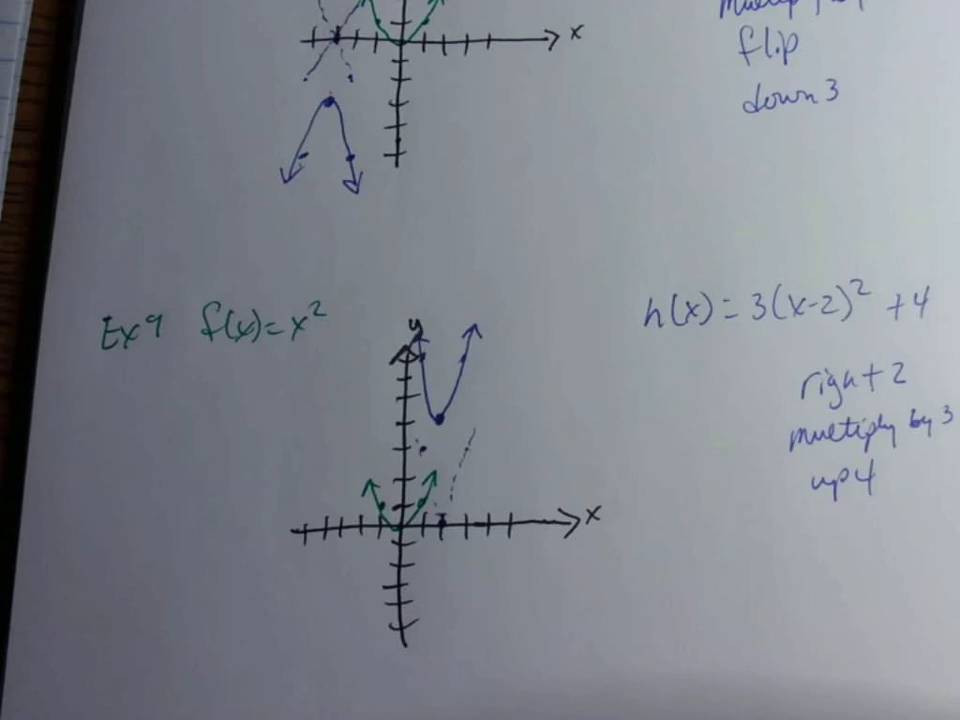 x
flip
down 3
Ex 9 f(x)=x²
y
h(x) = 3(x-2)² +4
right 2
multiply by 3
up 4
x